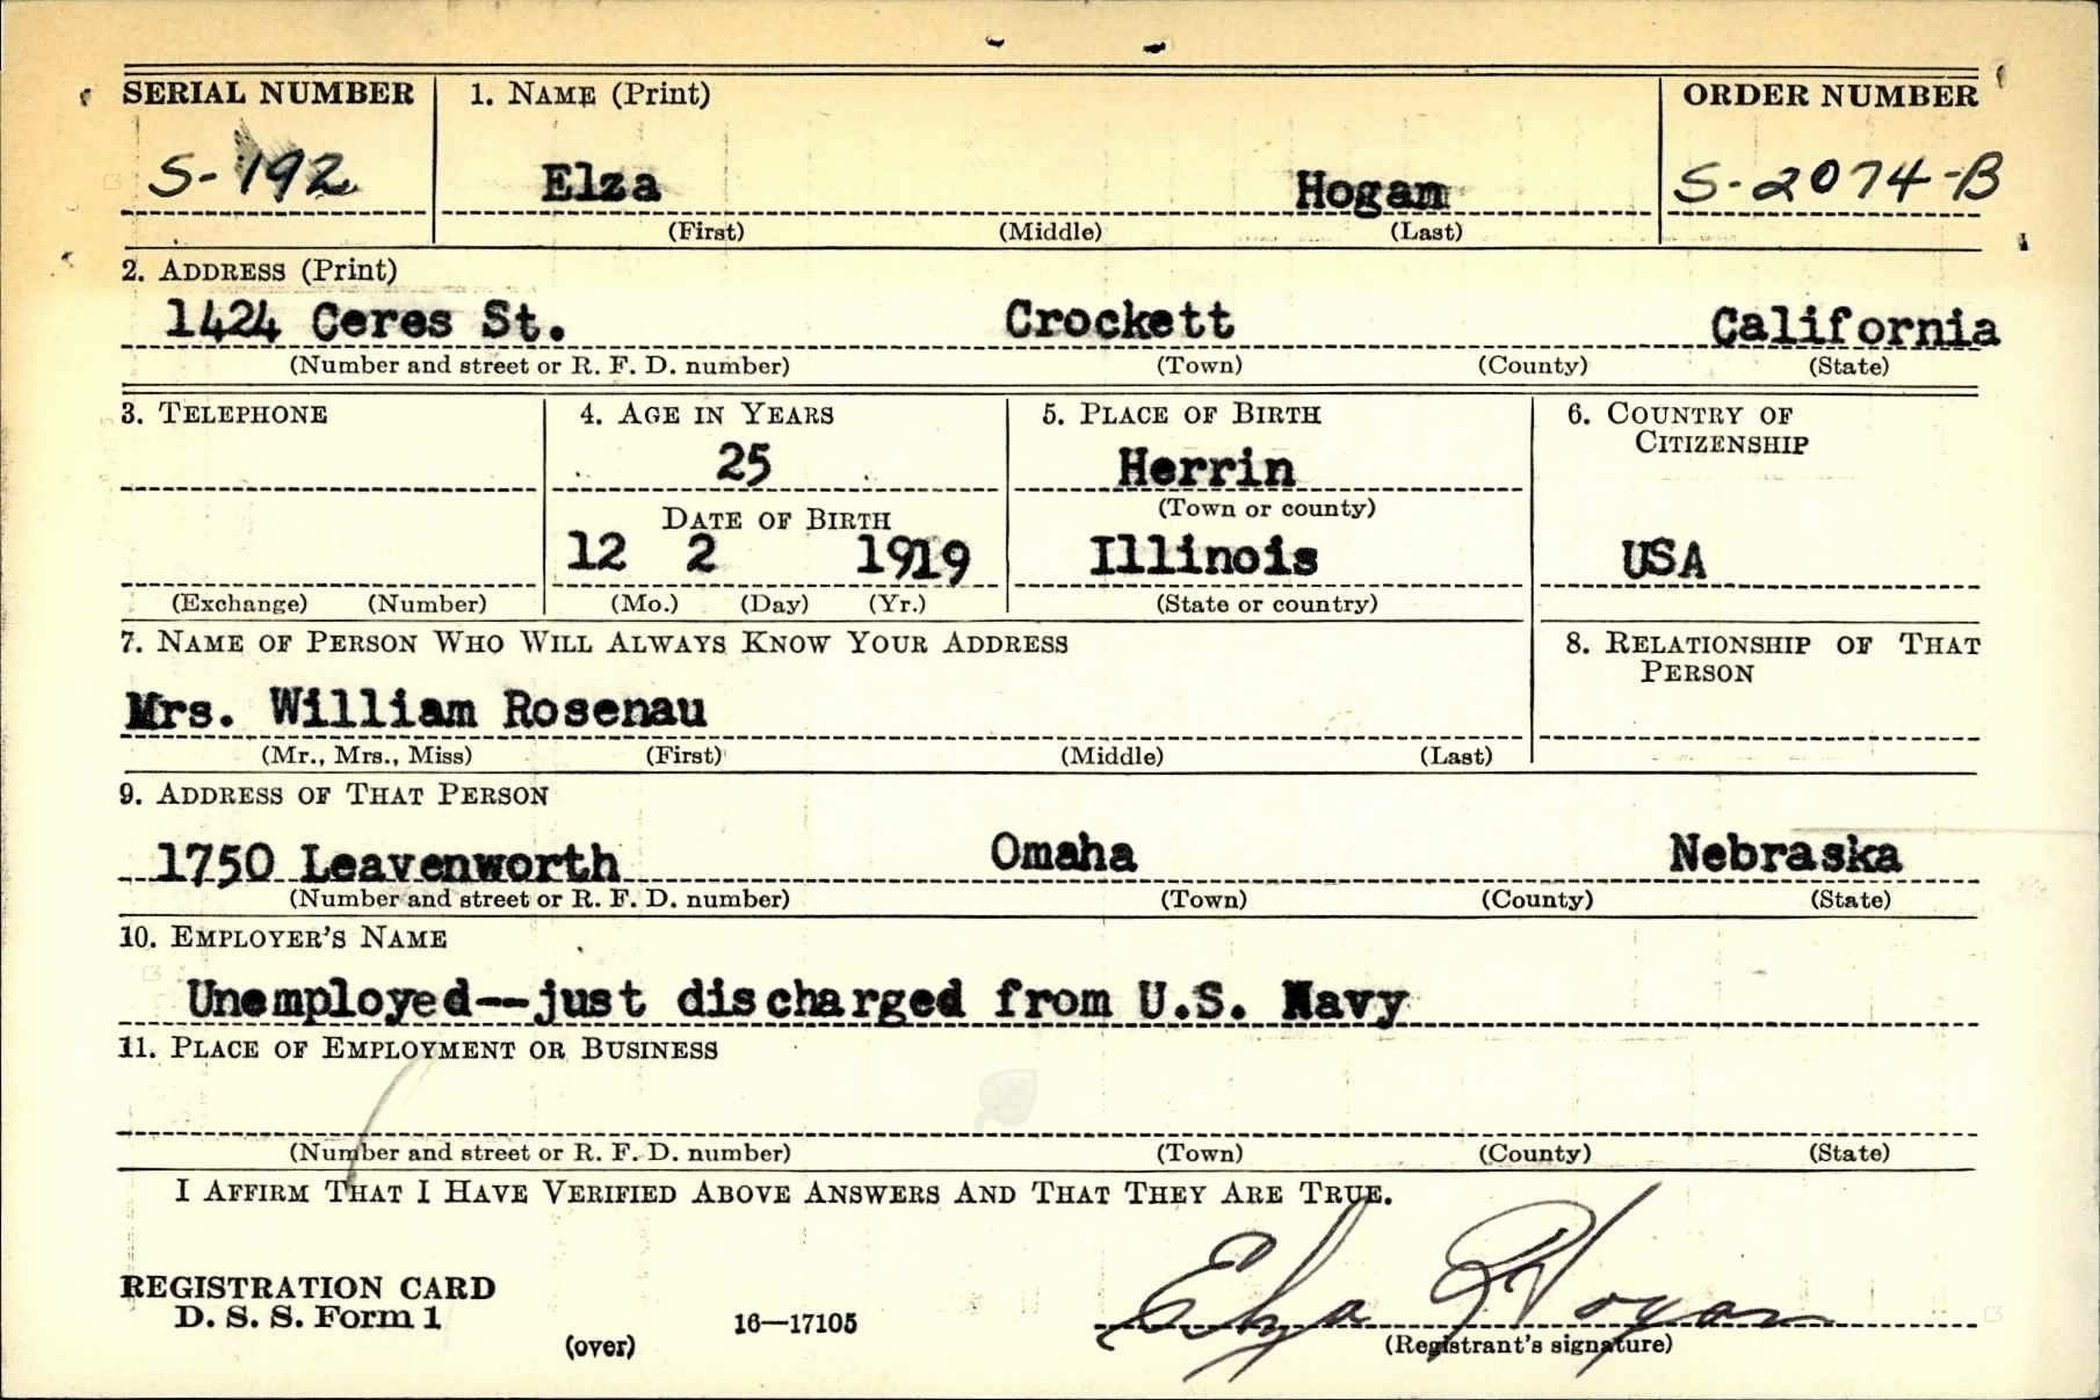 SERIAL NUMBER 1. NAME (Print) ORDER NUMBER
S-192 Elza Hogan S-2074-B
(First) (Middle) (Last)
2. ADDRESS (Print)
1424 Ceres St. Crockett California
(Number and street or R. F. D. number) (Town) (County) (State)
3. TELEPHONE 4. AGE IN YEARS 5. PLACE OF BIRTH 6. COUNTRY OF
CITIZENSHIP
25 Herrin
(Town or county)
DATE OF BIRTH
12 2 1919 Illinois USA
(Exchange) (Number) (Mo.) (Day) (Yr.) (State or country)
7. NAME OF PERSON WHO WILL ALWAYS KNOW YOUR ADDRESS 8. RELATIONSHIP OF THAT
PERSON
Mrs. William Rosenau
(Mr., Mrs., Miss) (First) (Middle) (Last)
9. ADDRESS OF THAT PERSON
1750 Leavenworth Omaha Nebraska
(Number and street or R. F. D. number) (Town) (County) (State)
10. EMPLOYER'S NAME
Unemployed--just discharged from U.S. Navy
11. PLACE OF EMPLOYMENT OR BUSINESS
(Number and street or R. F. D. number) (Town) (County) (State)
I AFFIRM THAT I HAVE VERIFIED ABOVE ANSWERS AND THAT THEY ARE TRUE.
Elza Hogan
REGISTRATION CARD
D. S. S. Form 1 16—17105
(over) (Registrant's signature)